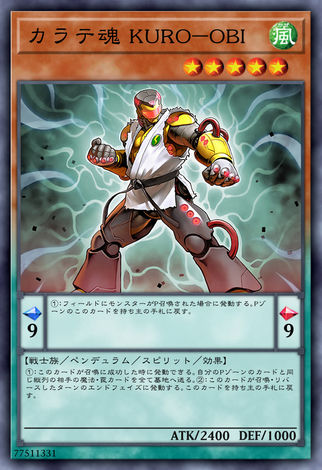 カラテ魂 KURO－OBI
風
①:フィールドにモンスターがP召喚された場合に発動する。Pゾ
ーンのこのカードを持ち主の手札に戻す。
9
9
【戦士族／ペンデュラム／スピリット／効果】
①:このカードが召喚に成功した時に発動できる。自分のPゾーンのカードと同
じ縦列の相手の魔法・罠カードを全て墓地へ送る。②:このカードが召喚・リバ
ースしたターンのエンドフェイズに発動する。このカードを持ち主の手札に戻
す。
ATK/2400 DEF/1000
77511331